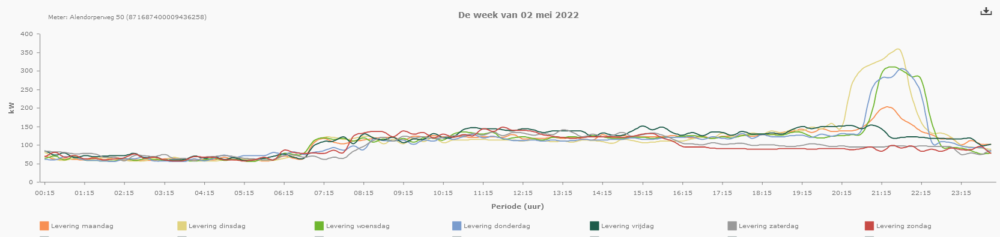 De week van 02 mei 2022
Meter: Alendorperweg 50 (871687400009436258)
400
350
300
250
200
150
100
50
0
kW
00:15 01:15 02:15 03:15 04:15 05:15 06:15 07:15 08:15 09:15 10:15 11:15 12:15 13:15 14:15 15:15 16:15 17:15 18:15 19:15 20:15 21:15 22:15 23:15
Periode (uur)
Levering maandag Levering dinsdag Levering woensdag Levering donderdag Levering vrijdag Levering zaterdag Levering zondag